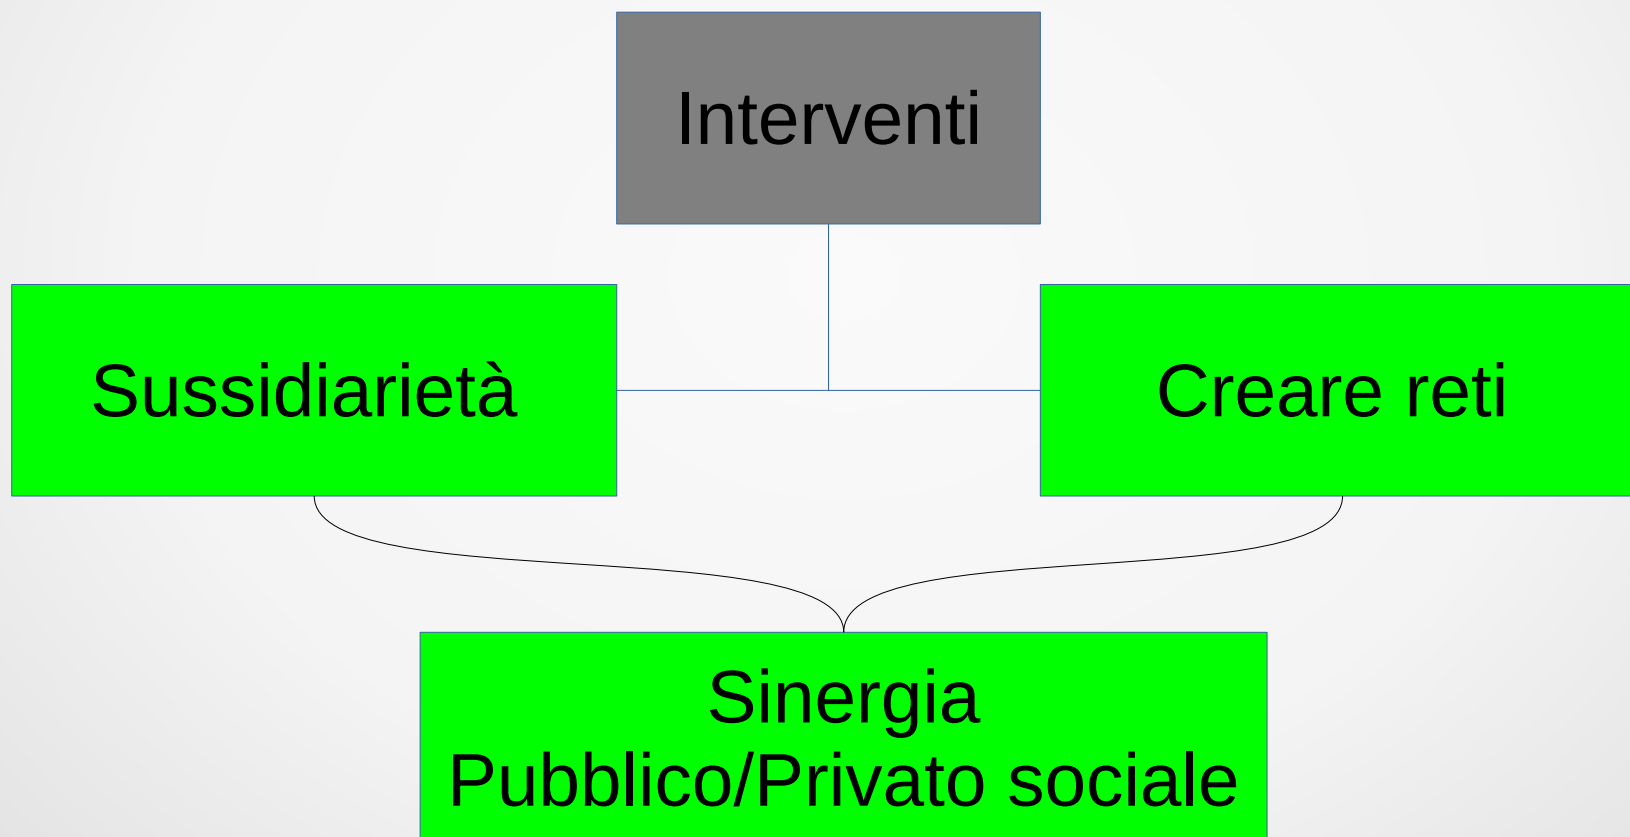 Interventi
Sussidiarietà
Creare reti
Sinergia
Pubblico/Privato sociale